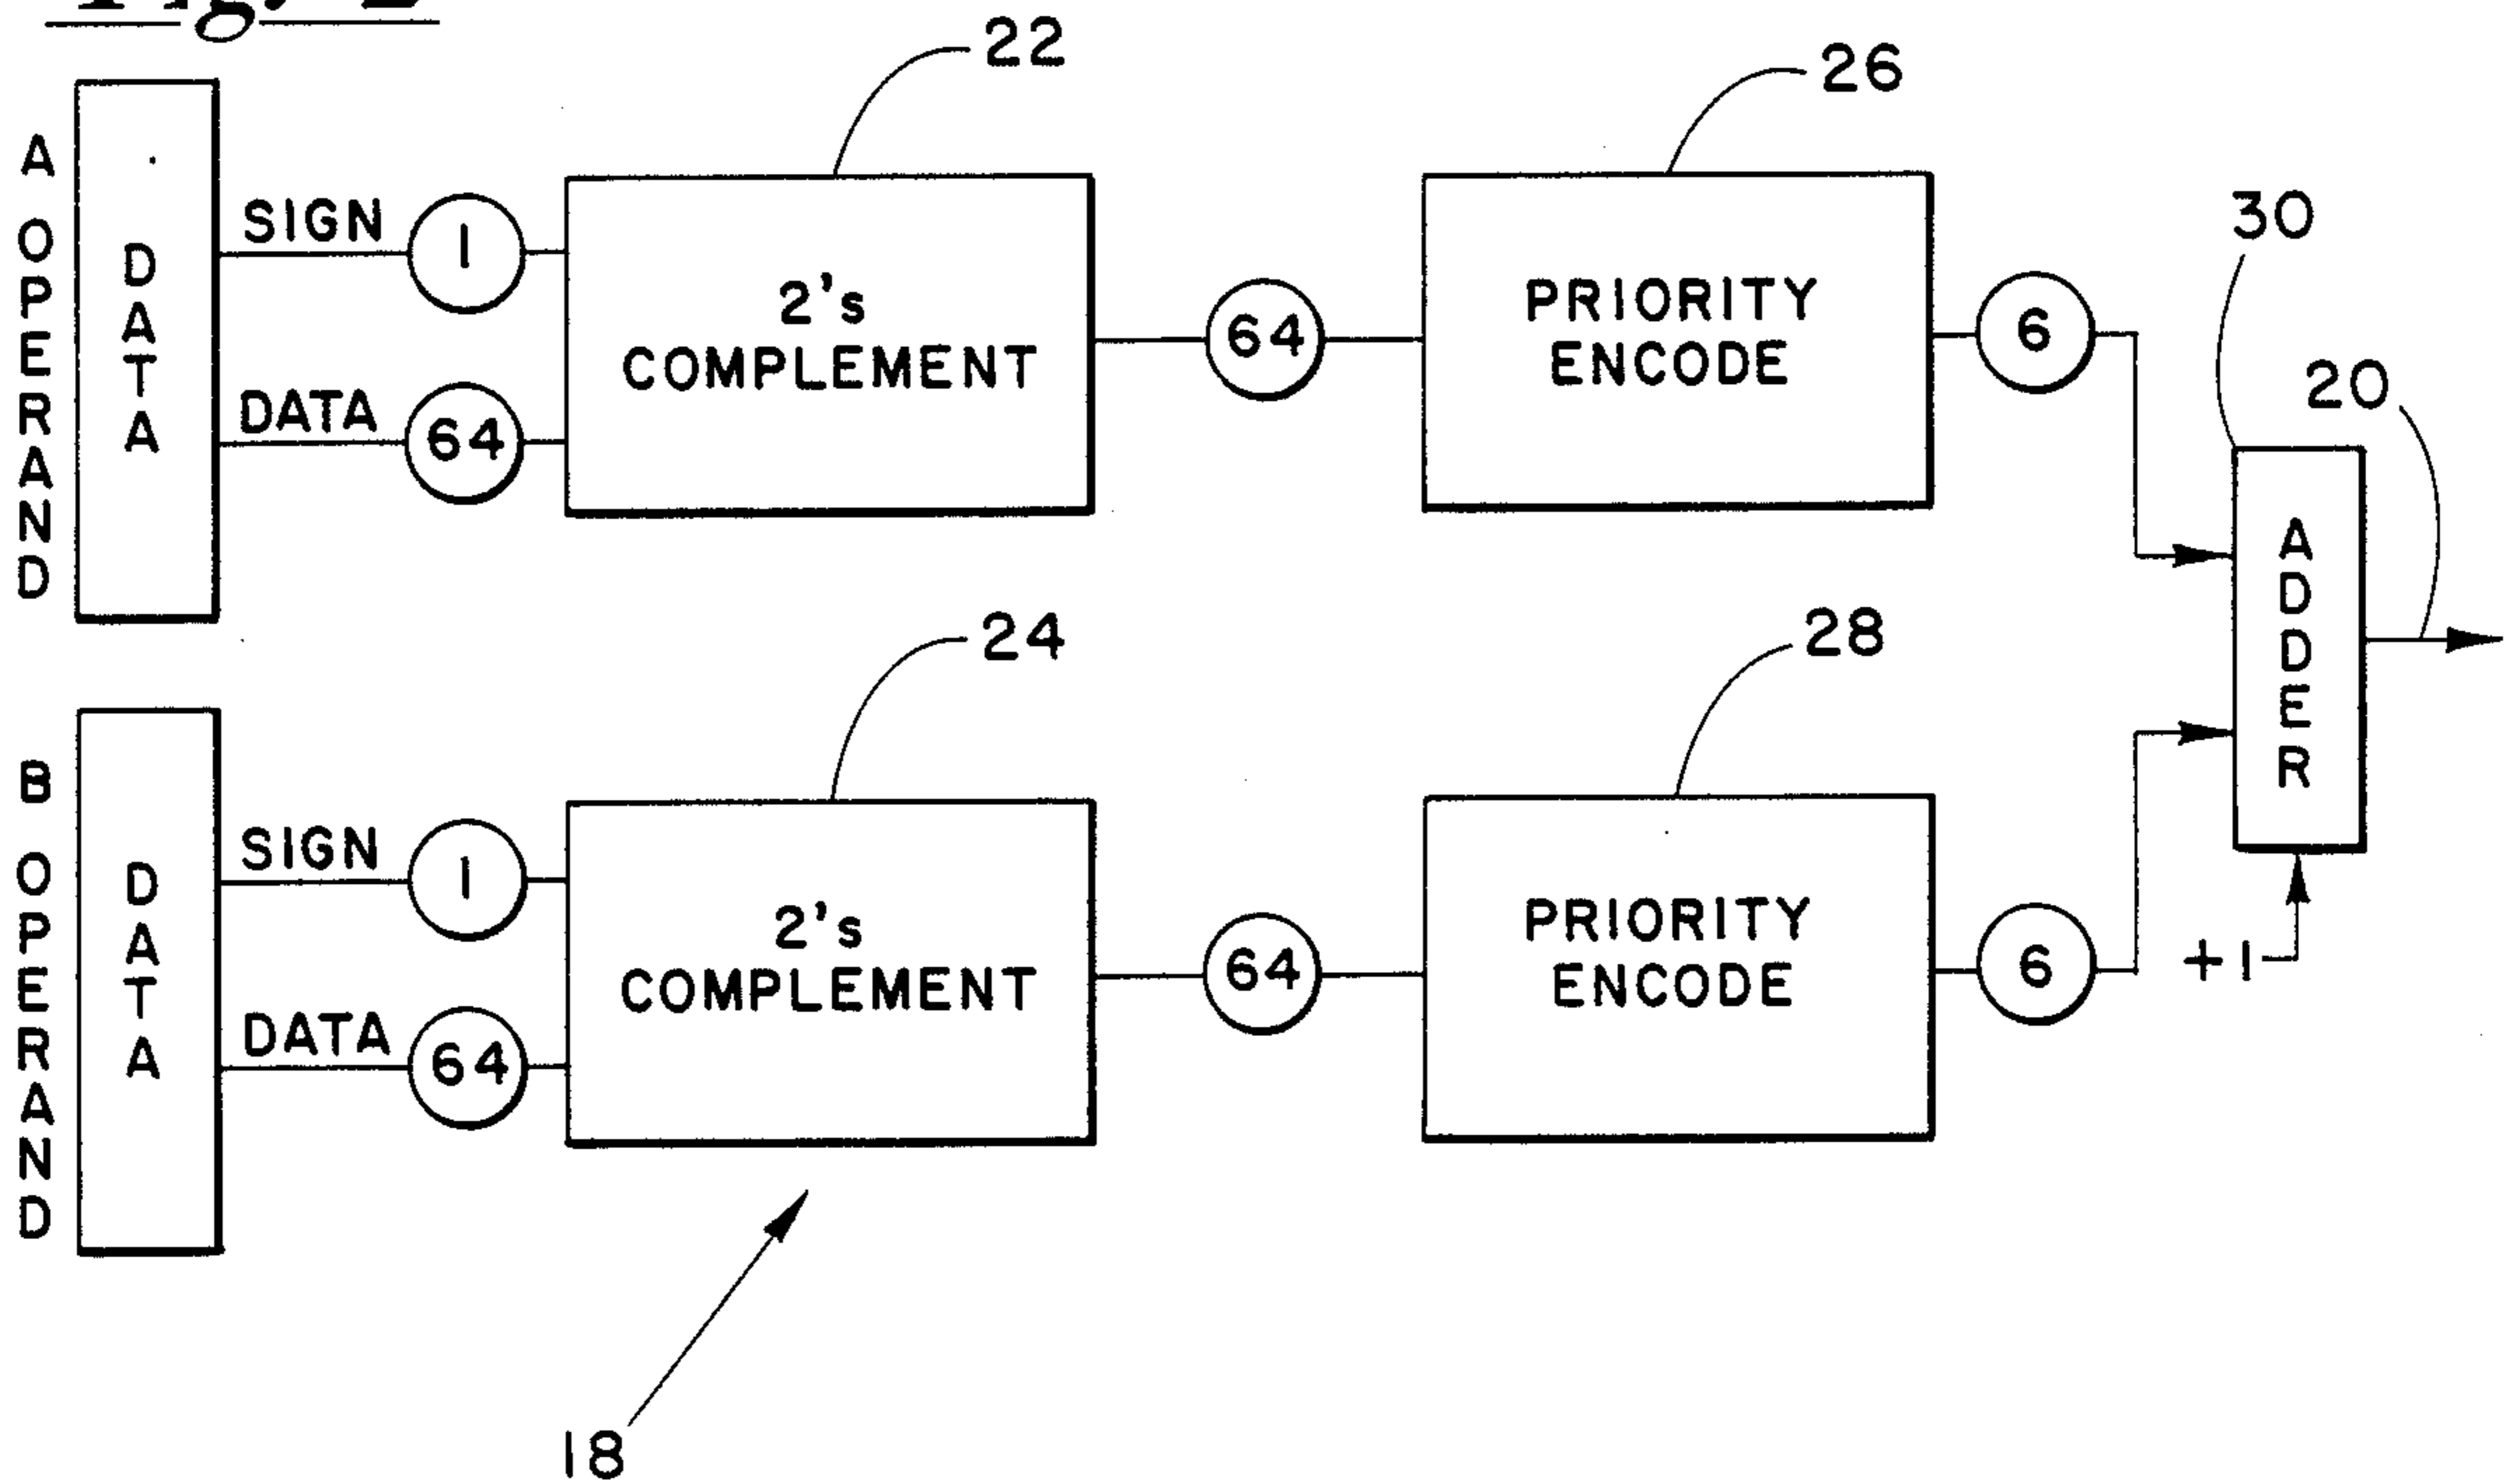 22
26
30
20
A OPERAND
DATA
SIGN
1
DATA
64
2's
COMPLEMENT
64
PRIORITY
ENCODE
6
ADDER
24
28
B OPERAND
DATA
SIGN
1
DATA
64
2's
COMPLEMENT
64
PRIORITY
ENCODE
6
+1
18